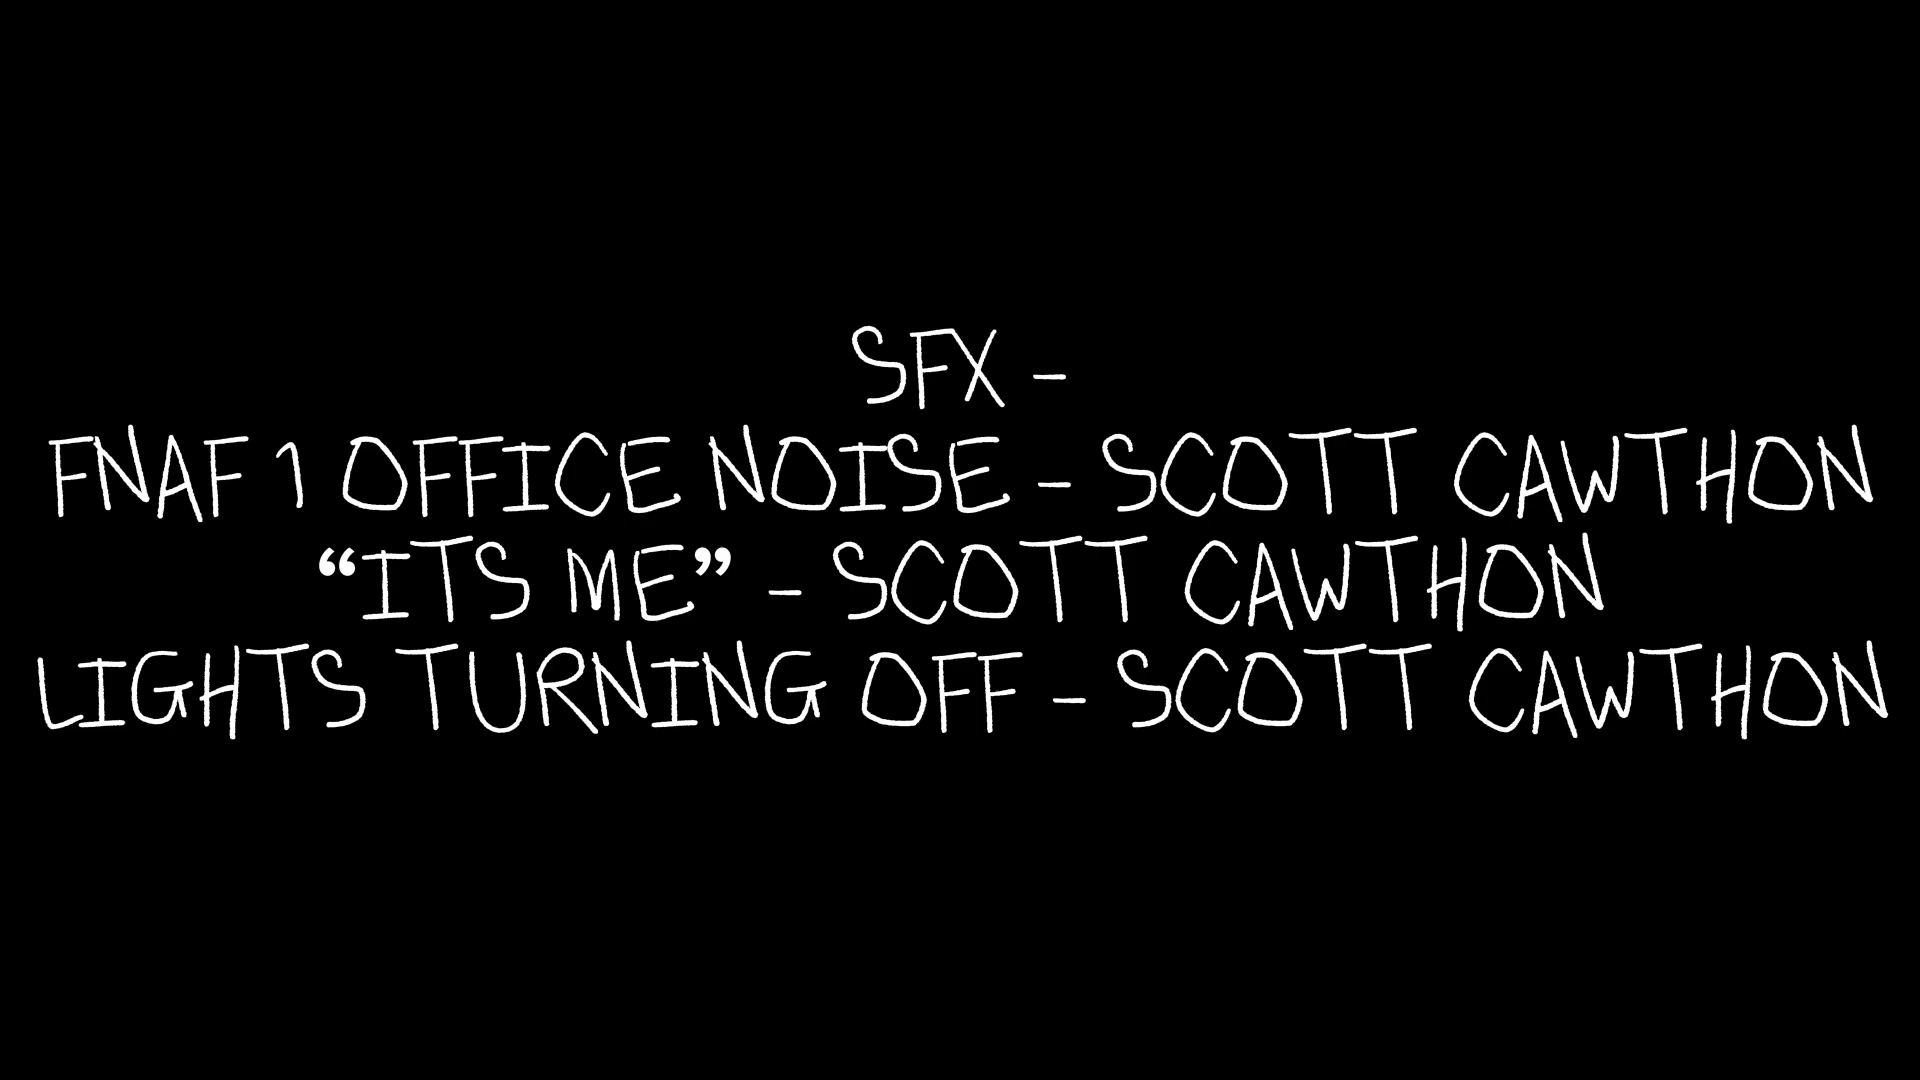 SFX -
FNAF 1 OFFICE NOISE - SCOTT CAWTHON
“ITS ME” - SCOTT CAWTHON
LIGHTS TURNING OFF - SCOTT CAWTHON